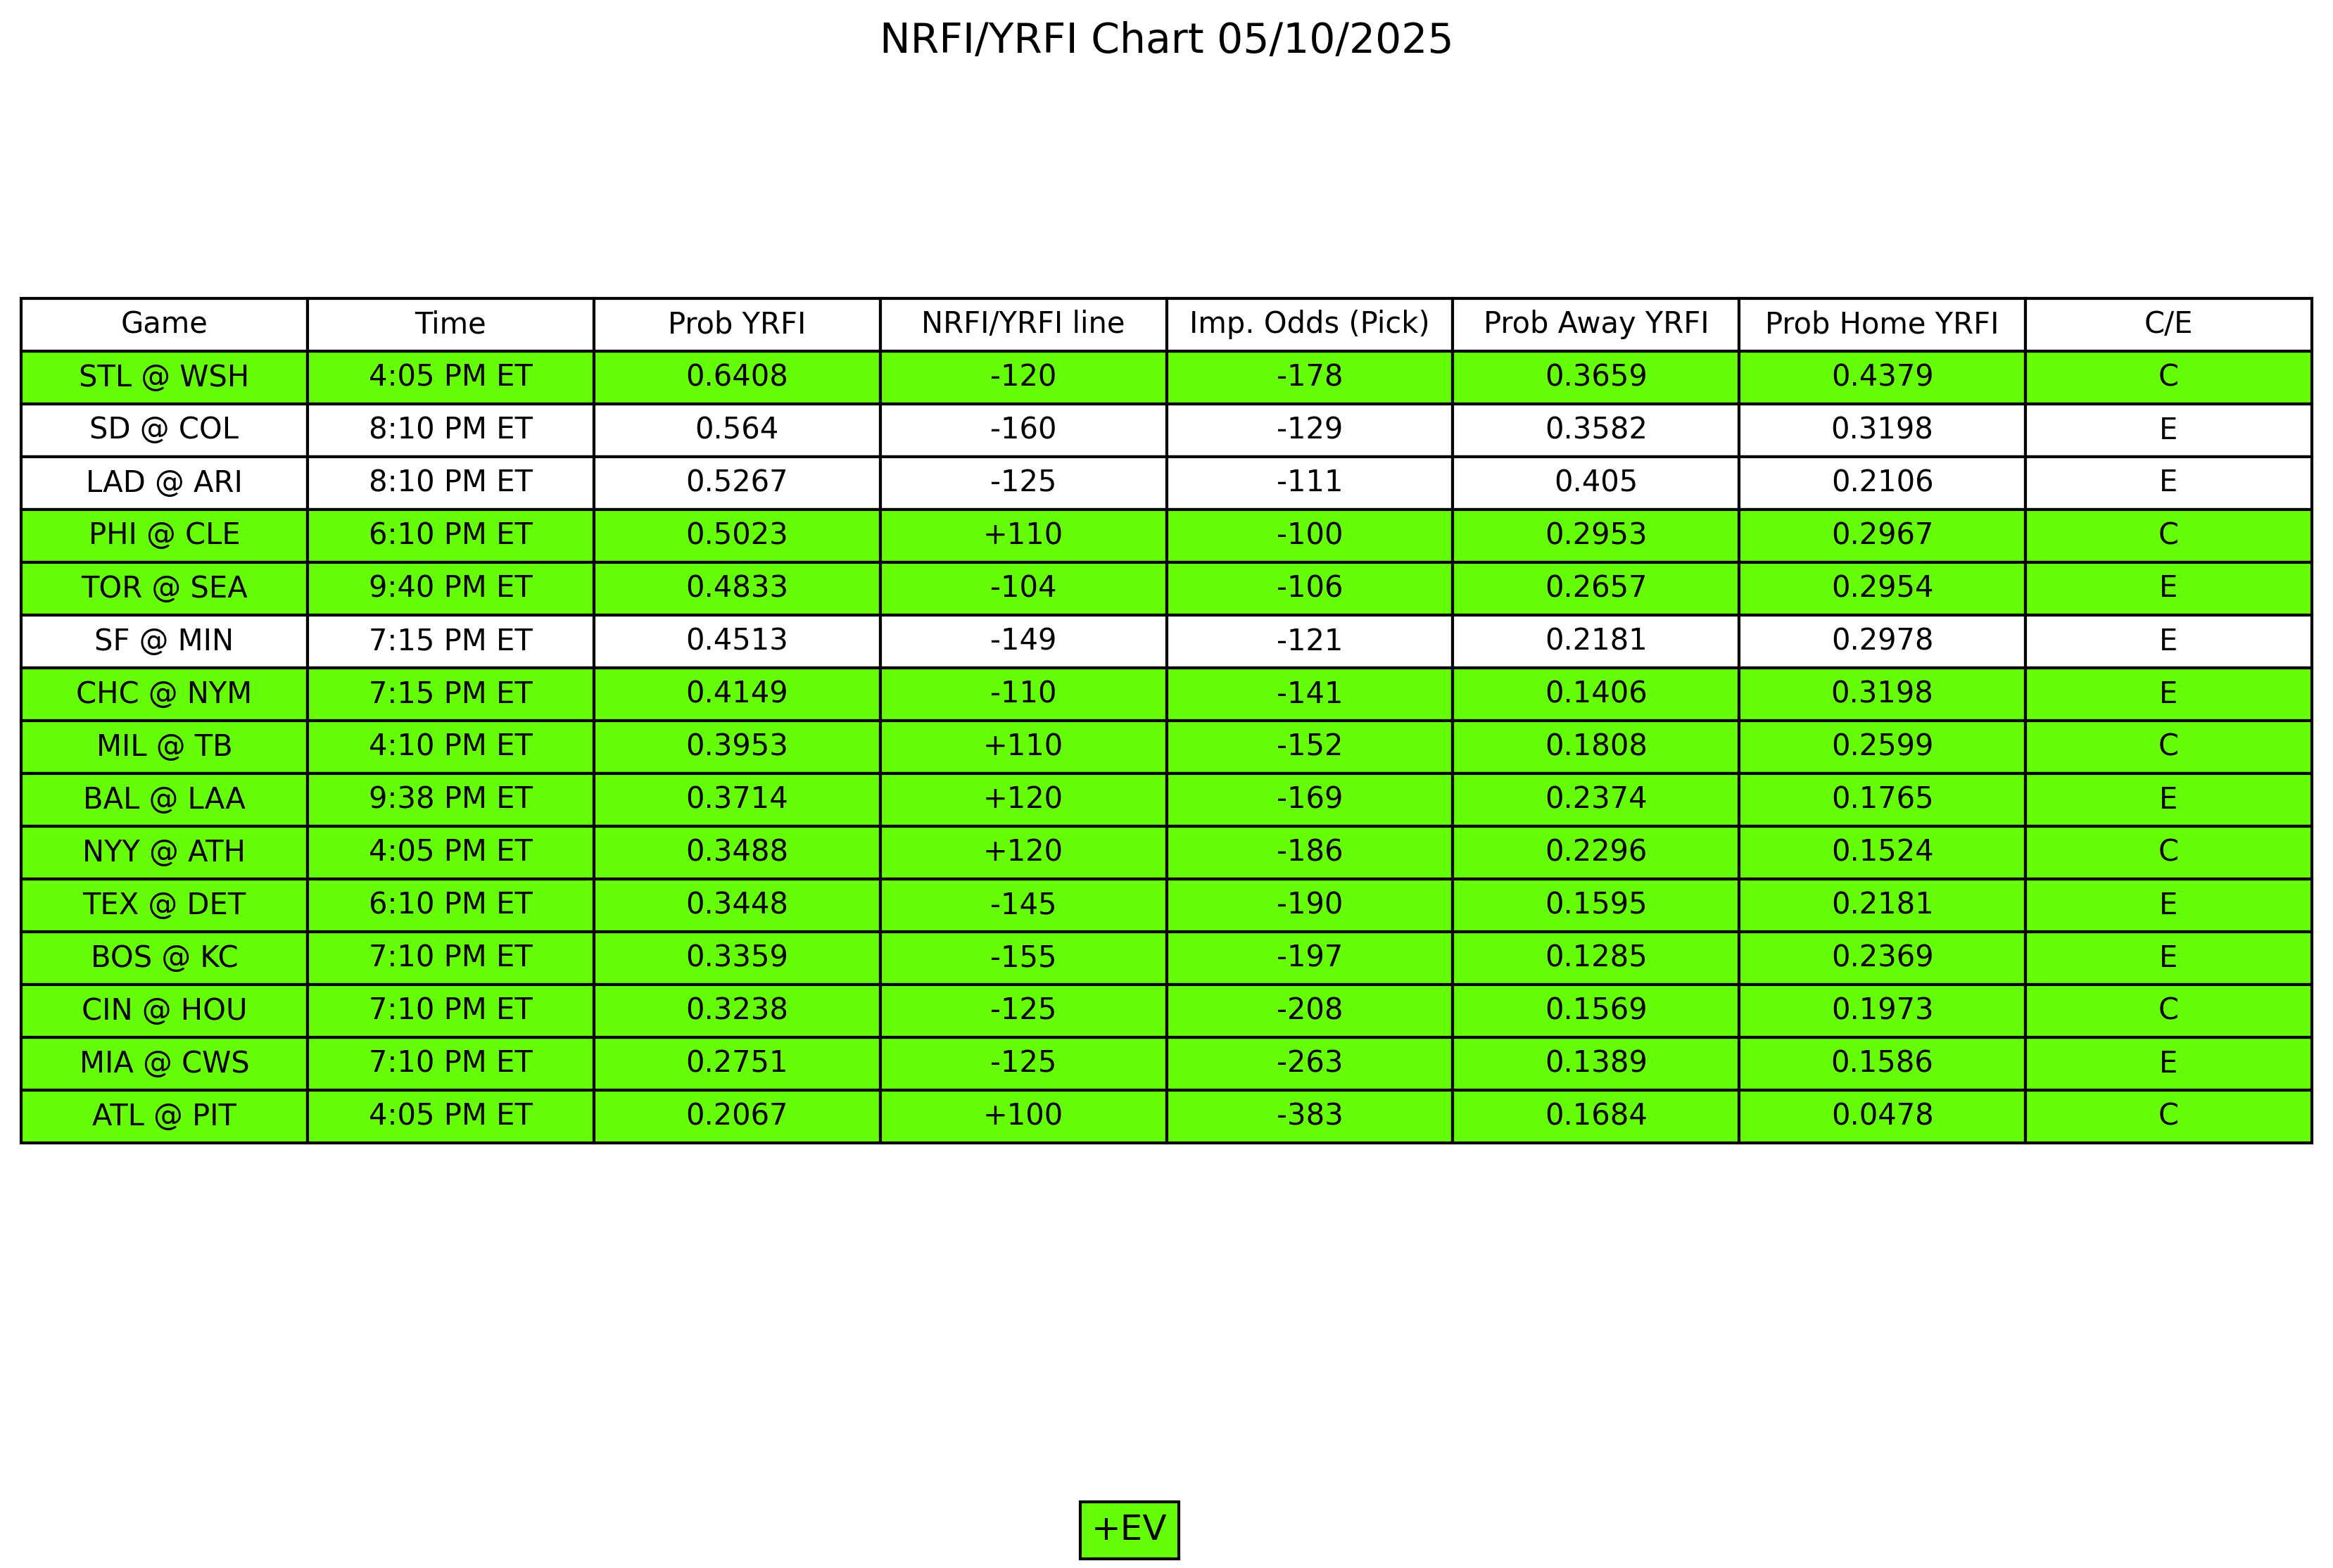 NRFI/YRFI Chart 05/10/2025
Game Time Prob YRFI NRFI/YRFI line Imp. Odds (Pick) Prob Away YRFI Prob Home YRFI C/E
STL @ WSH 4:05 PM ET 0.6408 -120 -178 0.3659 0.4379 C
SD @ COL 8:10 PM ET 0.564 -160 -129 0.3582 0.3198 E
LAD @ ARI 8:10 PM ET 0.5267 -125 -111 0.405 0.2106 E
PHI @ CLE 6:10 PM ET 0.5023 +110 -100 0.2953 0.2967 C
TOR @ SEA 9:40 PM ET 0.4833 -104 -106 0.2657 0.2954 E
SF @ MIN 7:15 PM ET 0.4513 -149 -121 0.2181 0.2978 E
CHC @ NYM 7:15 PM ET 0.4149 -110 -141 0.1406 0.3198 E
MIL @ TB 4:10 PM ET 0.3953 +110 -152 0.1808 0.2599 C
BAL @ LAA 9:38 PM ET 0.3714 +120 -169 0.2374 0.1765 E
NYY @ ATH 4:05 PM ET 0.3488 +120 -186 0.2296 0.1524 C
TEX @ DET 6:10 PM ET 0.3448 -145 -190 0.1595 0.2181 E
BOS @ KC 7:10 PM ET 0.3359 -155 -197 0.1285 0.2369 E
CIN @ HOU 7:10 PM ET 0.3238 -125 -208 0.1569 0.1973 C
MIA @ CWS 7:10 PM ET 0.2751 -125 -263 0.1389 0.1586 E
ATL @ PIT 4:05 PM ET 0.2067 +100 -383 0.1684 0.0478 C
+EV